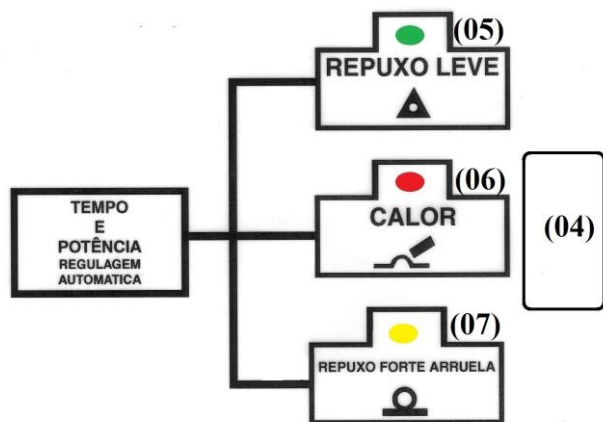 (05)
REPUXO LEVE
(06)
CALOR
(04)
TEMPO
E
POTÊNCIA
REGULAGEM
AUTOMATICA
(07)
REPUXO FORTE ARRUELA